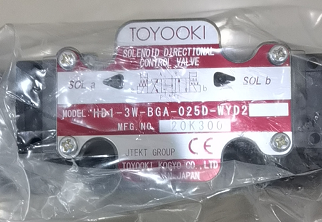 TOYOOKI
SOLENOID DIRECTIONAL
CONTROL VALVE
SOL a
SOL b
MODEL HD1-3W-BGA-025D-WYD2
MFG.NO. 20K306
JTEKT GROUP CE
TOYOOKI KOGYO CO.,LTD.
JAPAN